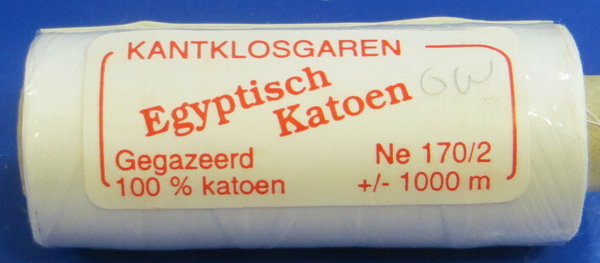 KANTKLOSGAREN
Egyptisch
Katoen GW
Gegazeerd Ne 170/2
100 % katoen +/- 1000 m